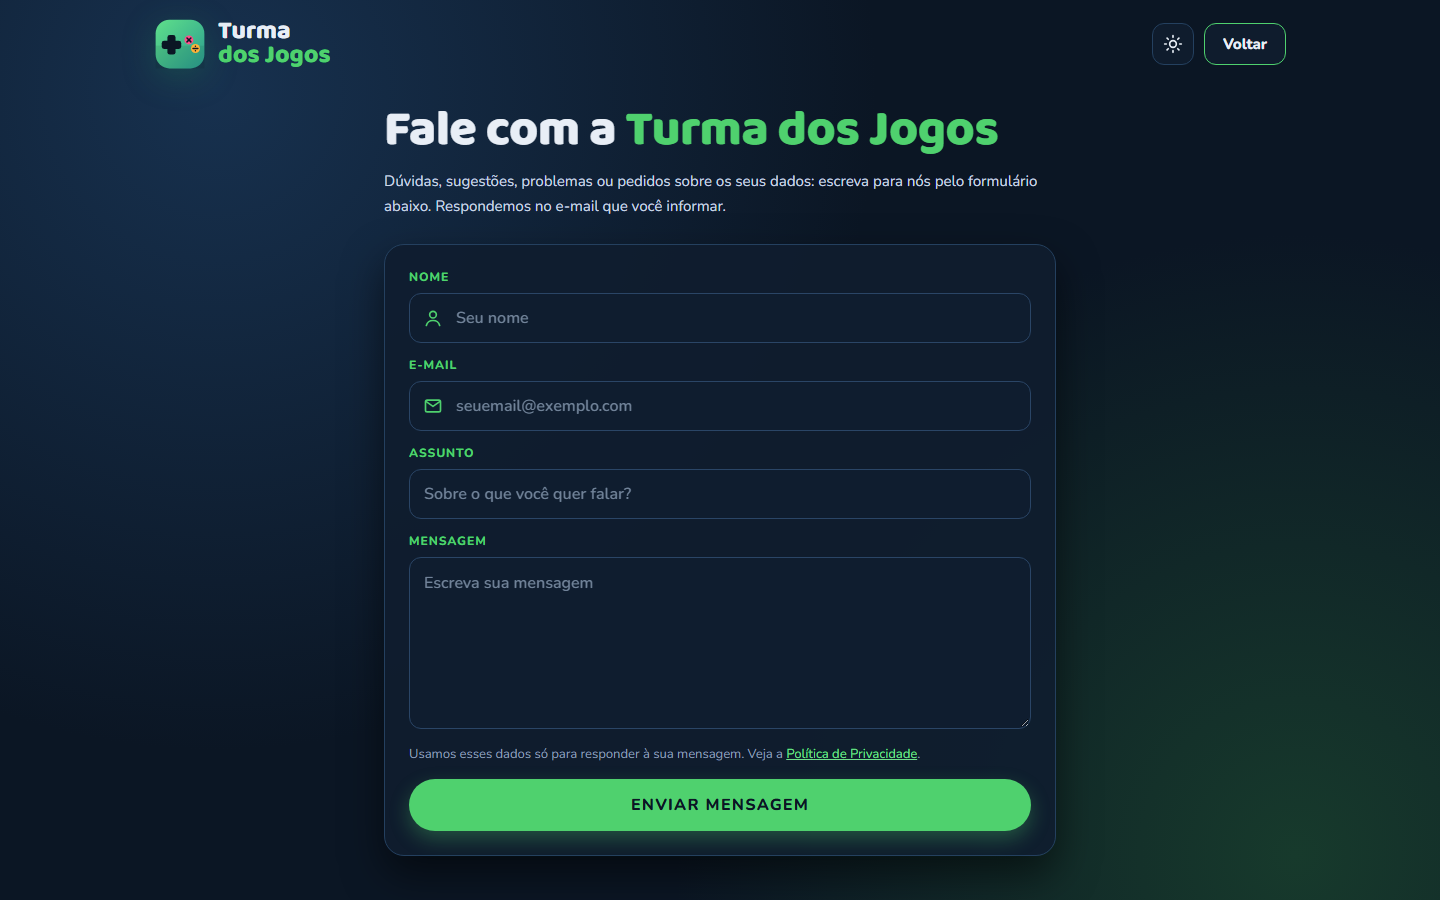 Turma
dos Jogos
Voltar
Fale com a Turma dos Jogos
Dúvidas, sugestões, problemas ou pedidos sobre os seus dados: escreva para nós pelo formulário
abaixo. Respondemos no e-mail que você informar.
NOME
Seu nome
E-MAIL
seuemail@exemplo.com
ASSUNTO
Sobre o que você quer falar?
MENSAGEM
Escreva sua mensagem
Usamos esses dados só para responder à sua mensagem. Veja a Política de Privacidade.
ENVIAR MENSAGEM